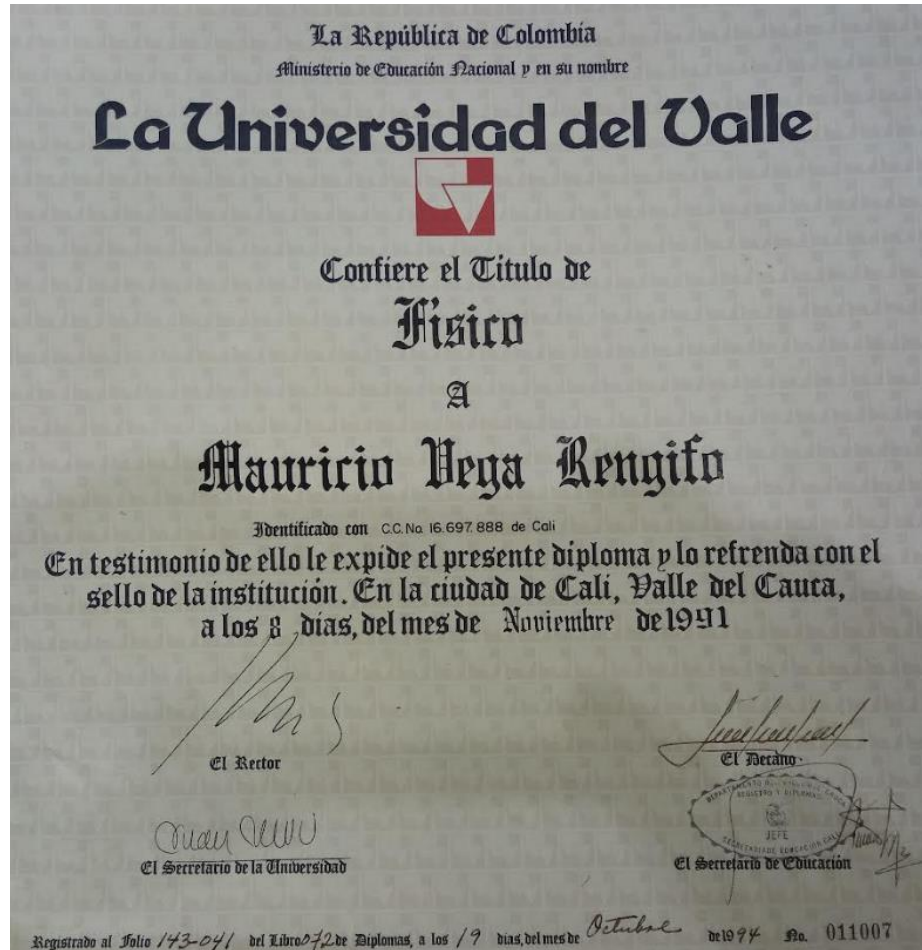 La República de Colombia
Ministerio de Educación Nacional y en su nombre
La Universidad del Valle
Confiere el Título de
Físico
A
Mauricio Vega Rengifo
Identificado con C.C.No. 16.697.888 de Cali
En testimonio de ello le expide el presente diploma y lo refrenda con el
sello de la institución. En la ciudad de Cali, Valle del Cauca,
a los 8 días, del mes de Noviembre de 1991
El Rector
El Decano
REGISTRO Y DIPLOMAS
JEFE
El Secretario de la Universidad
El Secretario de Educación
Registrado al Folio 143-041 del Libro 072 de Diplomas, a los 19 días, del mes de Octubre de 1994 No. 011007